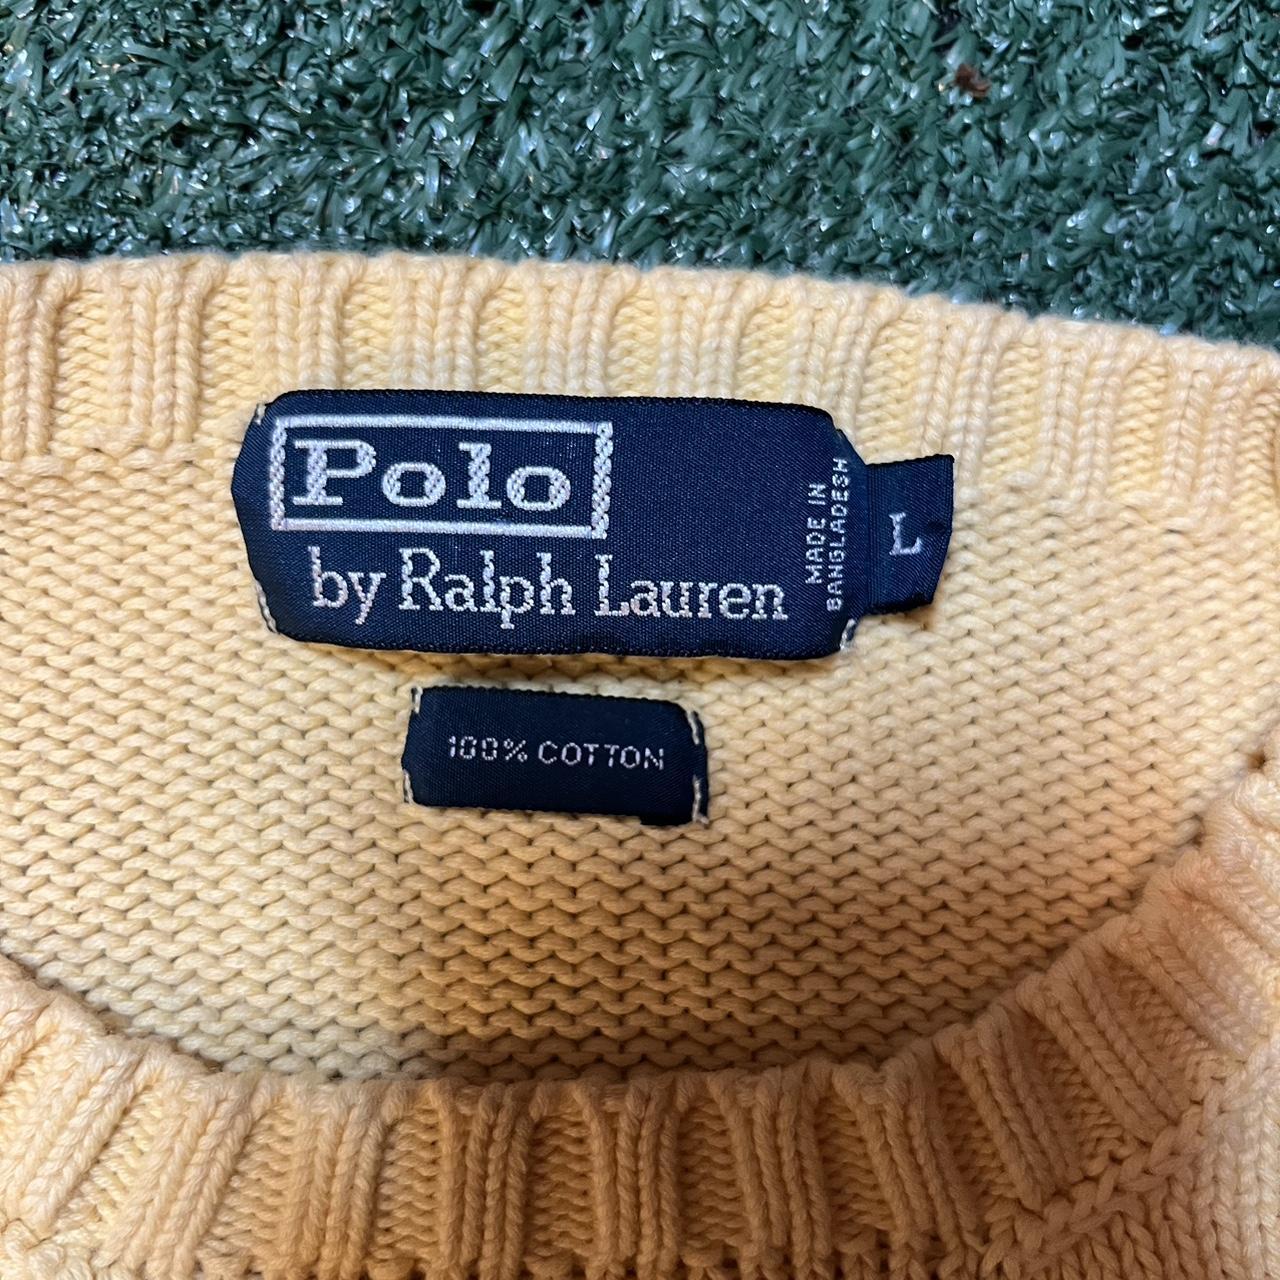 Polo
by Ralph Lauren
MADE IN
BANGLADESH
L
100% COTTON